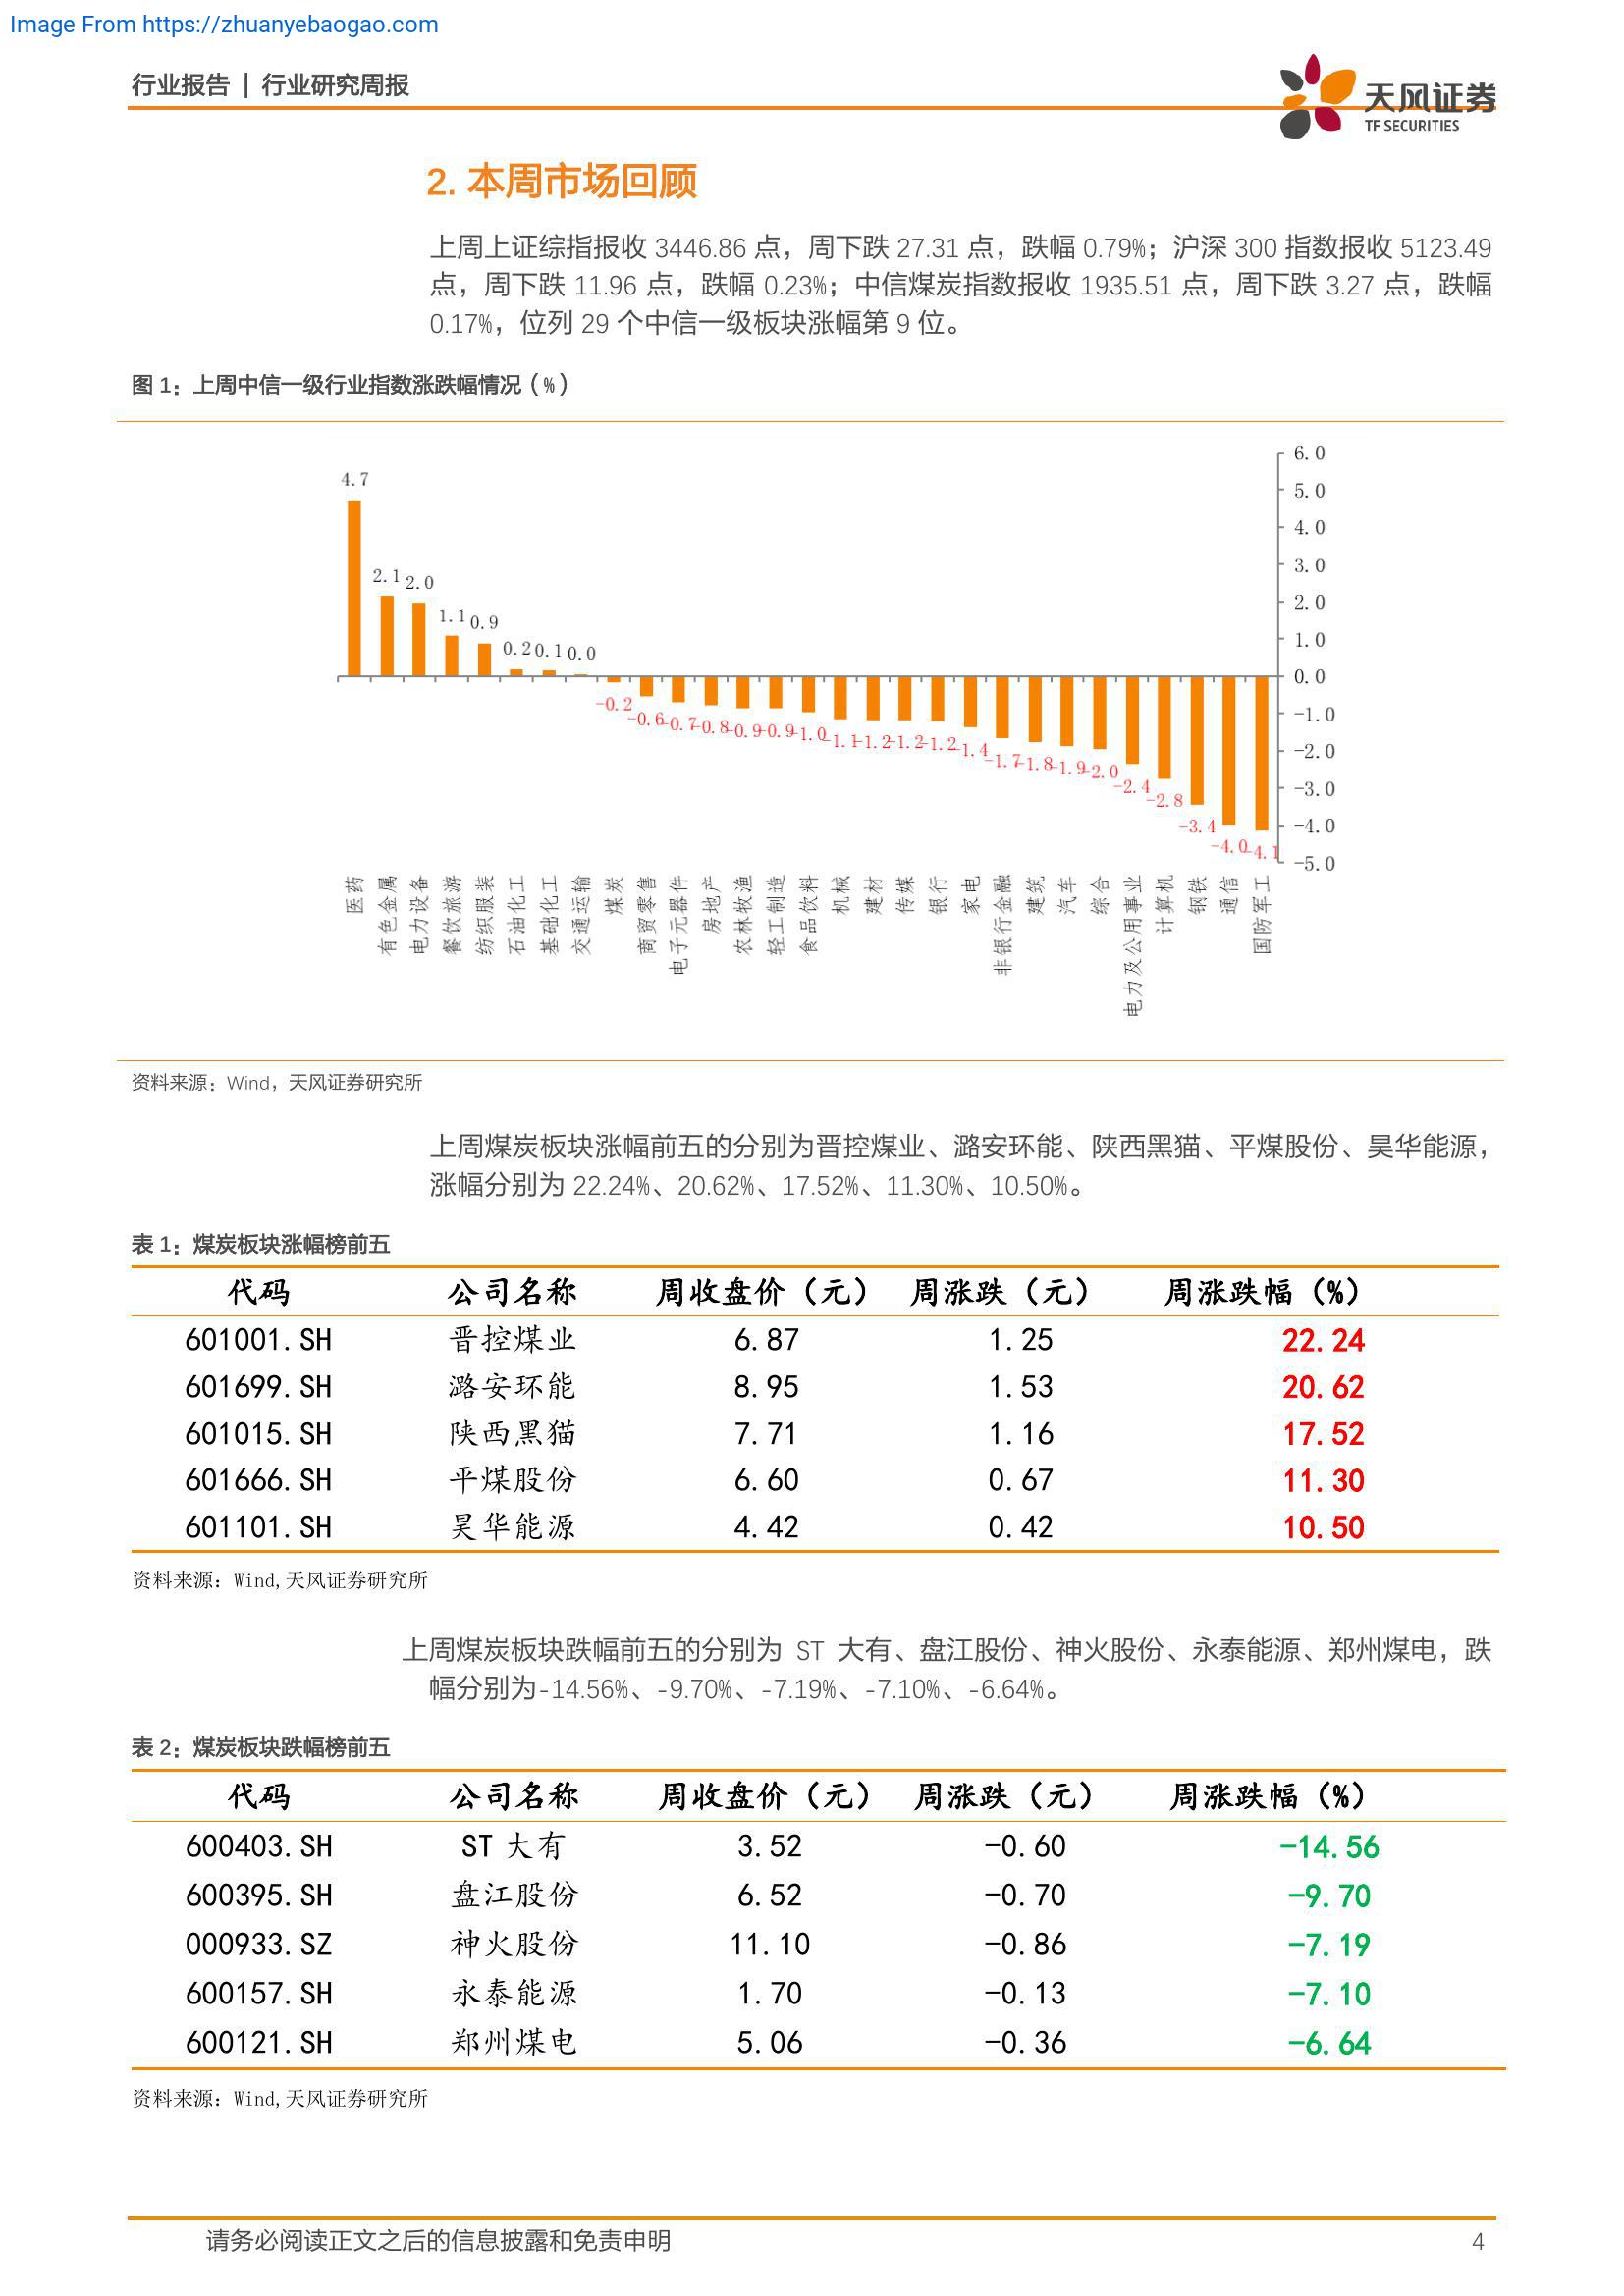 Image From https://zhuanyebaogao.com
行业报告 | 行业研究周报
天风证券
TF SECURITIES
2. 本周市场回顾
上周上证综指报收 3446.86 点，周下跌 27.31 点，跌幅 0.79%；沪深 300 指数报收 5123.49
点，周下跌 11.96 点，跌幅 0.23%；中信煤炭指数报收 1935.51 点，周下跌 3.27 点，跌幅
0.17%，位列 29 个中信一级板块涨幅第 9 位。
图 1：上周中信一级行业指数涨跌幅情况（%）
6.0
5.0
4.0
3.0
2.0
1.0
0.0
-1.0
-2.0
-3.0
-4.0
-5.0
4.7 2.1 2.0 1.1 0.9 0.2 0.1 0.0 -0.2 -0.6 -0.7 -0.8 -0.9 -0.9 -1.0 -1.1 -1.2 -1.2 -1.2 -1.4 -1.7 -1.8 -1.9 -2.0 -2.4 -2.8 -3.4 -4.0 -4.1
医药 有色金属 电力设备 餐饮旅游 纺织服装 石油化工 基础化工 交通运输 煤炭 商贸零售 电子元器件 房地产 农林牧渔 轻工制造 食品饮料 机械 建材 传媒 银行 家电 非银行金融 建筑 汽车 综合 电力及公用事业 计算机 钢铁 通信 国防军工
资料来源：Wind，天风证券研究所
上周煤炭板块涨幅前五的分别为晋控煤业、潞安环能、陕西黑猫、平煤股份、昊华能源，
涨幅分别为 22.24%、20.62%、17.52%、11.30%、10.50%。
表 1：煤炭板块涨幅榜前五
代码 公司名称 周收盘价（元） 周涨跌（元） 周涨跌幅（%）
601001.SH 晋控煤业 6.87 1.25 22.24
601699.SH 潞安环能 8.95 1.53 20.62
601015.SH 陕西黑猫 7.71 1.16 17.52
601666.SH 平煤股份 6.60 0.67 11.30
601101.SH 昊华能源 4.42 0.42 10.50
资料来源：Wind,天风证券研究所
上周煤炭板块跌幅前五的分别为 ST 大有、盘江股份、神火股份、永泰能源、郑州煤电，跌
幅分别为-14.56%、-9.70%、-7.19%、-7.10%、-6.64%。
表 2：煤炭板块跌幅榜前五
代码 公司名称 周收盘价（元） 周涨跌（元） 周涨跌幅（%）
600403.SH ST 大有 3.52 -0.60 -14.56
600395.SH 盘江股份 6.52 -0.70 -9.70
000933.SZ 神火股份 11.10 -0.86 -7.19
600157.SH 永泰能源 1.70 -0.13 -7.10
600121.SH 郑州煤电 5.06 -0.36 -6.64
资料来源：Wind,天风证券研究所
请务必阅读正文之后的信息披露和免责申明 4